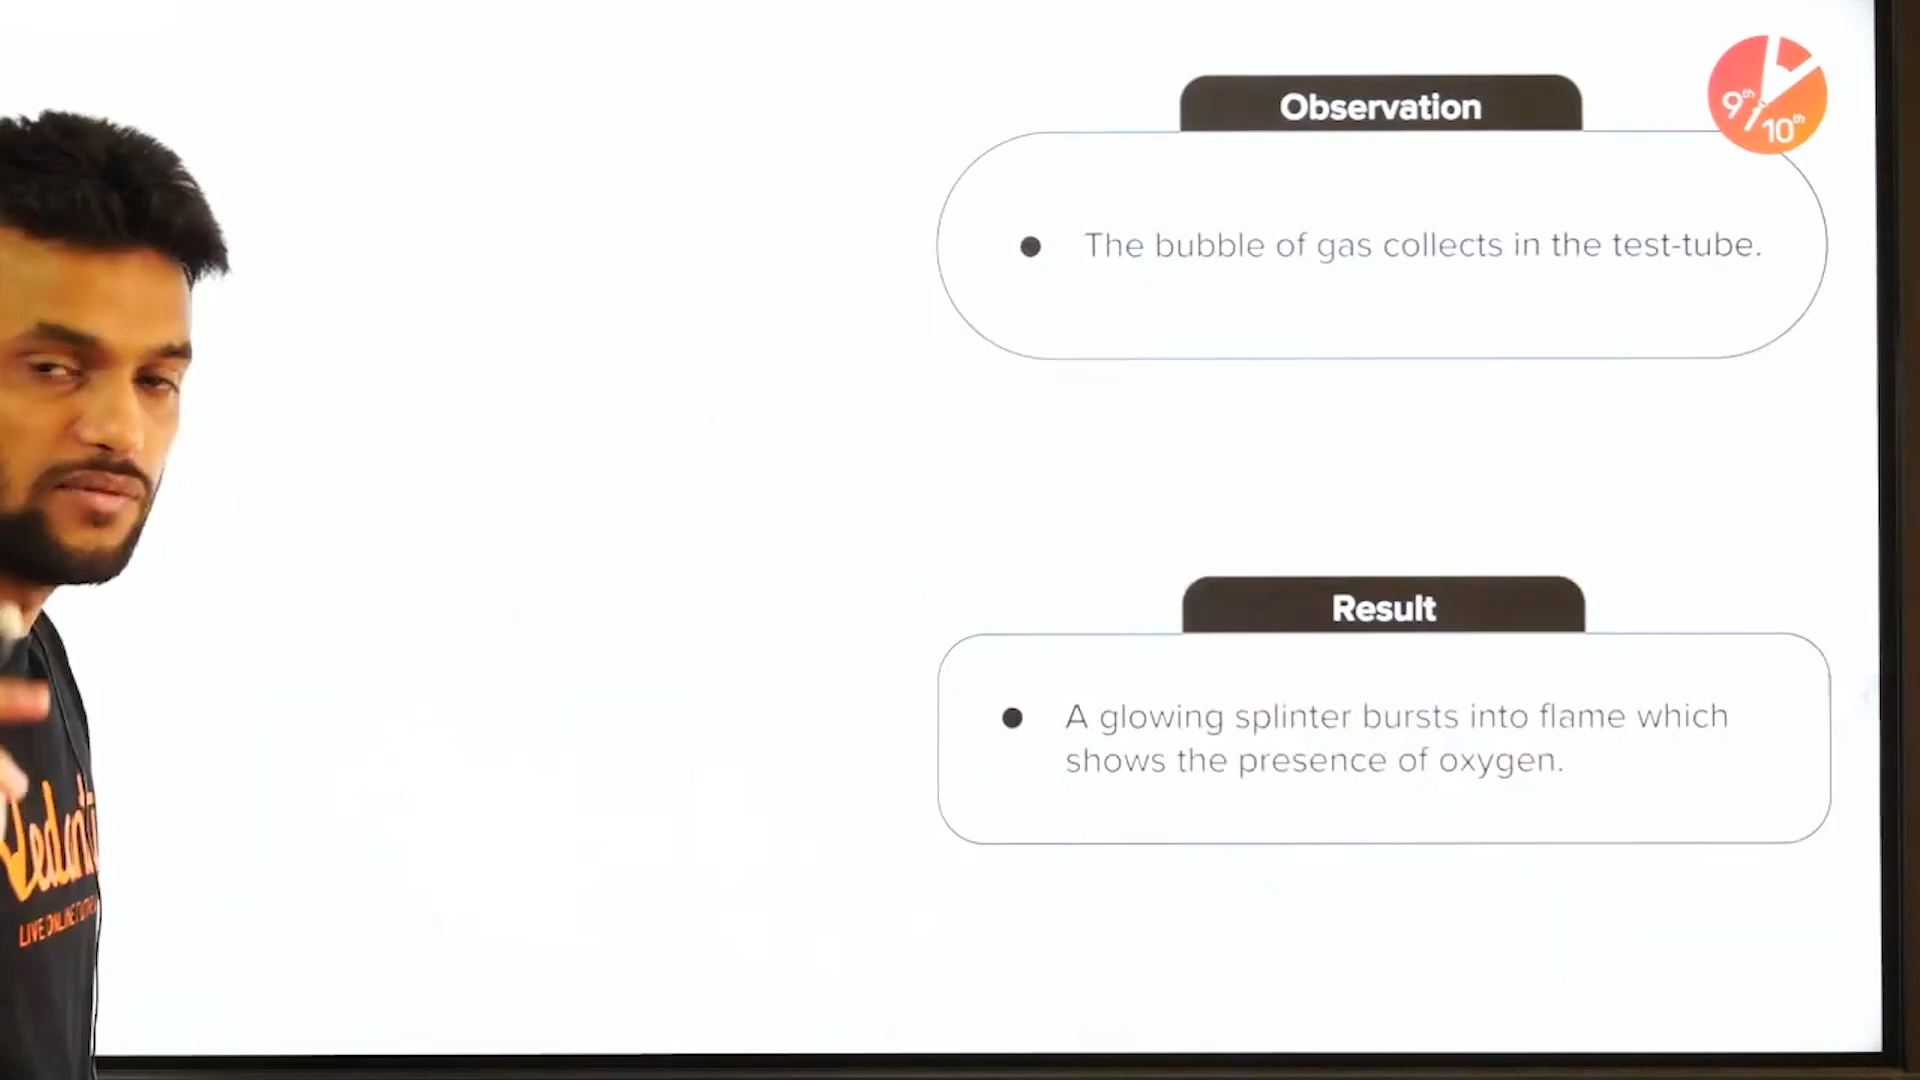 Observation
9th
10th
The bubble of gas collects in the test-tube.
Result
A glowing splinter bursts into flame which
shows the presence of oxygen.
LIVE ONLINE